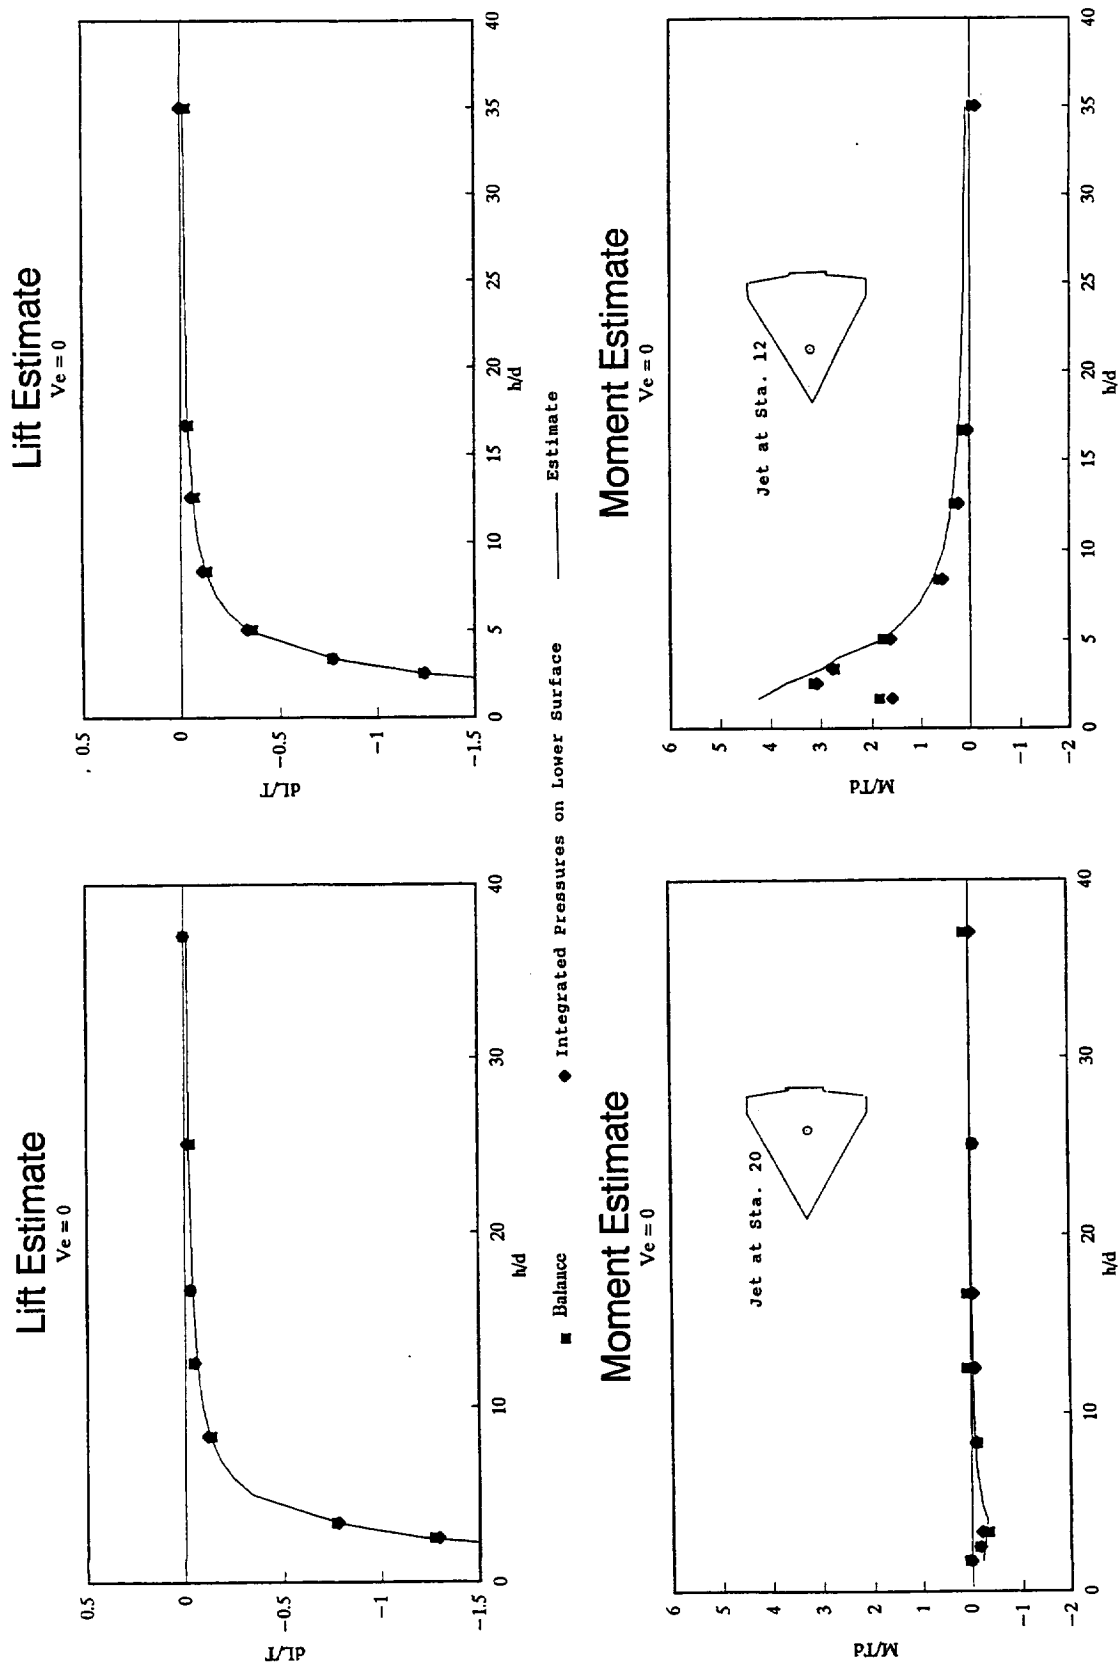 Lift Estimate
Ve = 0
0.5
0
−0.5
−1
−1.5
dL/T
0
10
20
30
40
h/d
Lift Estimate
Ve = 0
0.5
0
−0.5
−1
−1.5
dL/T
0
5
10
15
20
25
30
35
40
h/d
Balance
Integrated Pressures on Lower Surface
Estimate
Moment Estimate
Ve = 0
Jet at Sta. 20
6
5
4
3
2
1
0
−1
−2
M/Td
0
10
20
30
40
h/d
Moment Estimate
Ve = 0
Jet at Sta. 12
6
5
4
3
2
1
0
−1
−2
M/Td
0
5
10
15
20
25
30
35
40
h/d